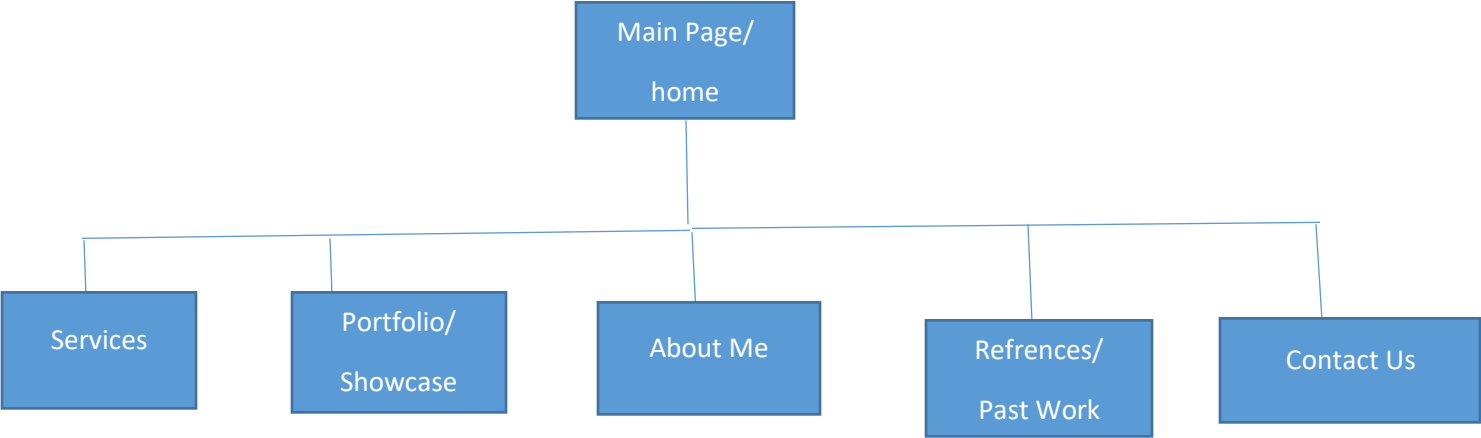 Main Page/
home
Services
Portfolio/
Showcase
About Me
Refrences/
Past Work
Contact Us